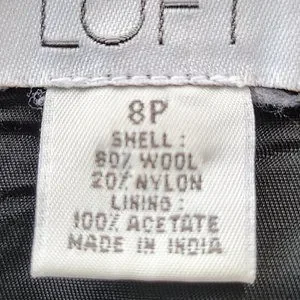 LOFT
8P
SHELL:
80% WOOL
20% NYLON
LINING:
100% ACETATE
MADE IN INDIA